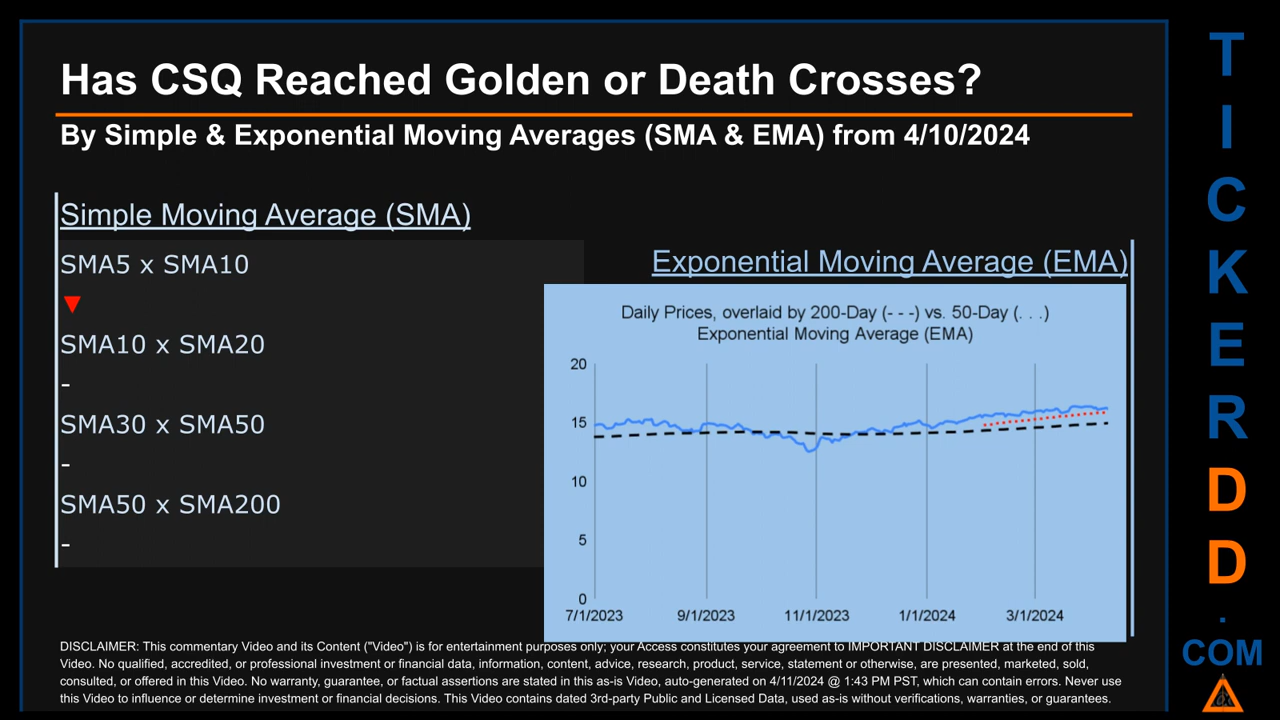 Has CSQ Reached Golden or Death Crosses?
By Simple & Exponential Moving Averages (SMA & EMA) from 4/10/2024
Simple Moving Average (SMA)
SMA5 x SMA10
▼
SMA10 x SMA20
-
SMA30 x SMA50
-
SMA50 x SMA200
-
Exponential Moving Average (EMA)
Daily Prices, overlaid by 200-Day (- - -) vs. 50-Day (. . .)
Exponential Moving Average (EMA)
20
15
10
5
0
7/1/2023 9/1/2023 11/1/2023 1/1/2024 3/1/2024
DISCLAIMER: This commentary Video and its Content ("Video") is for entertainment purposes only; your Access constitutes your agreement to IMPORTANT DISCLAIMER at the end of this
Video. No qualified, accredited, or professional investment or financial data, information, content, advice, research, product, service, statement or otherwise, are presented, marketed, sold,
consulted, or offered in this Video. No warranty, guarantee, or factual assertions are stated in this as-is Video, auto-generated on 4/11/2024 @ 1:43 PM PST, which can contain errors. Never use
this Video to influence or determine investment or financial decisions. This Video contains dated 3rd-party Public and Licensed Data, used as-is without verifications, warranties, or guarantees.
T
I
C
K
E
R
D
D
.
COM